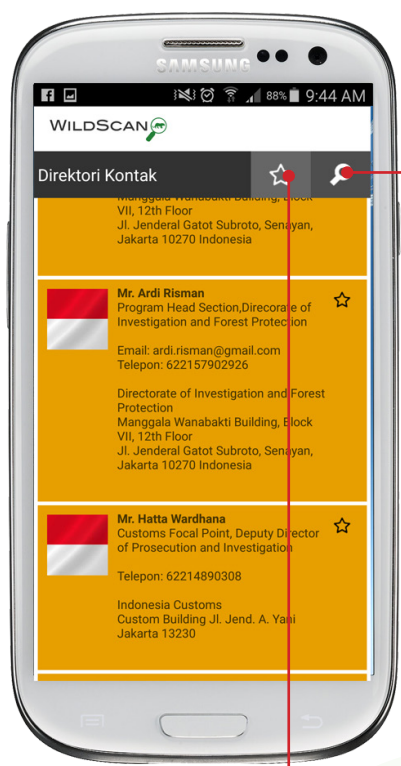 SAMSUNG
88% 9:44 AM
WILDSCAN
Direktori Kontak
Manggala Wanabakti Building, Block
VII, 12th Floor
Jl. Jenderal Gatot Subroto, Senayan,
Jakarta 10270 Indonesia
Mr. Ardi Risman
Program Head Section,Direcorate of
Investigation and Forest Protection
Email: ardi.risman@gmail.com
Telepon: 622157902926
Directorate of Investigation and Forest
Protection
Manggala Wanabakti Building, Block
VII, 12th Floor
Jl. Jenderal Gatot Subroto, Senayan,
Jakarta 10270 Indonesia
Mr. Hatta Wardhana
Customs Focal Point, Deputy Director
of Prosecution and Investigation
Telepon: 62214890308
Indonesia Customs
Custom Building Jl. Jend. A. Yani
Jakarta 13230